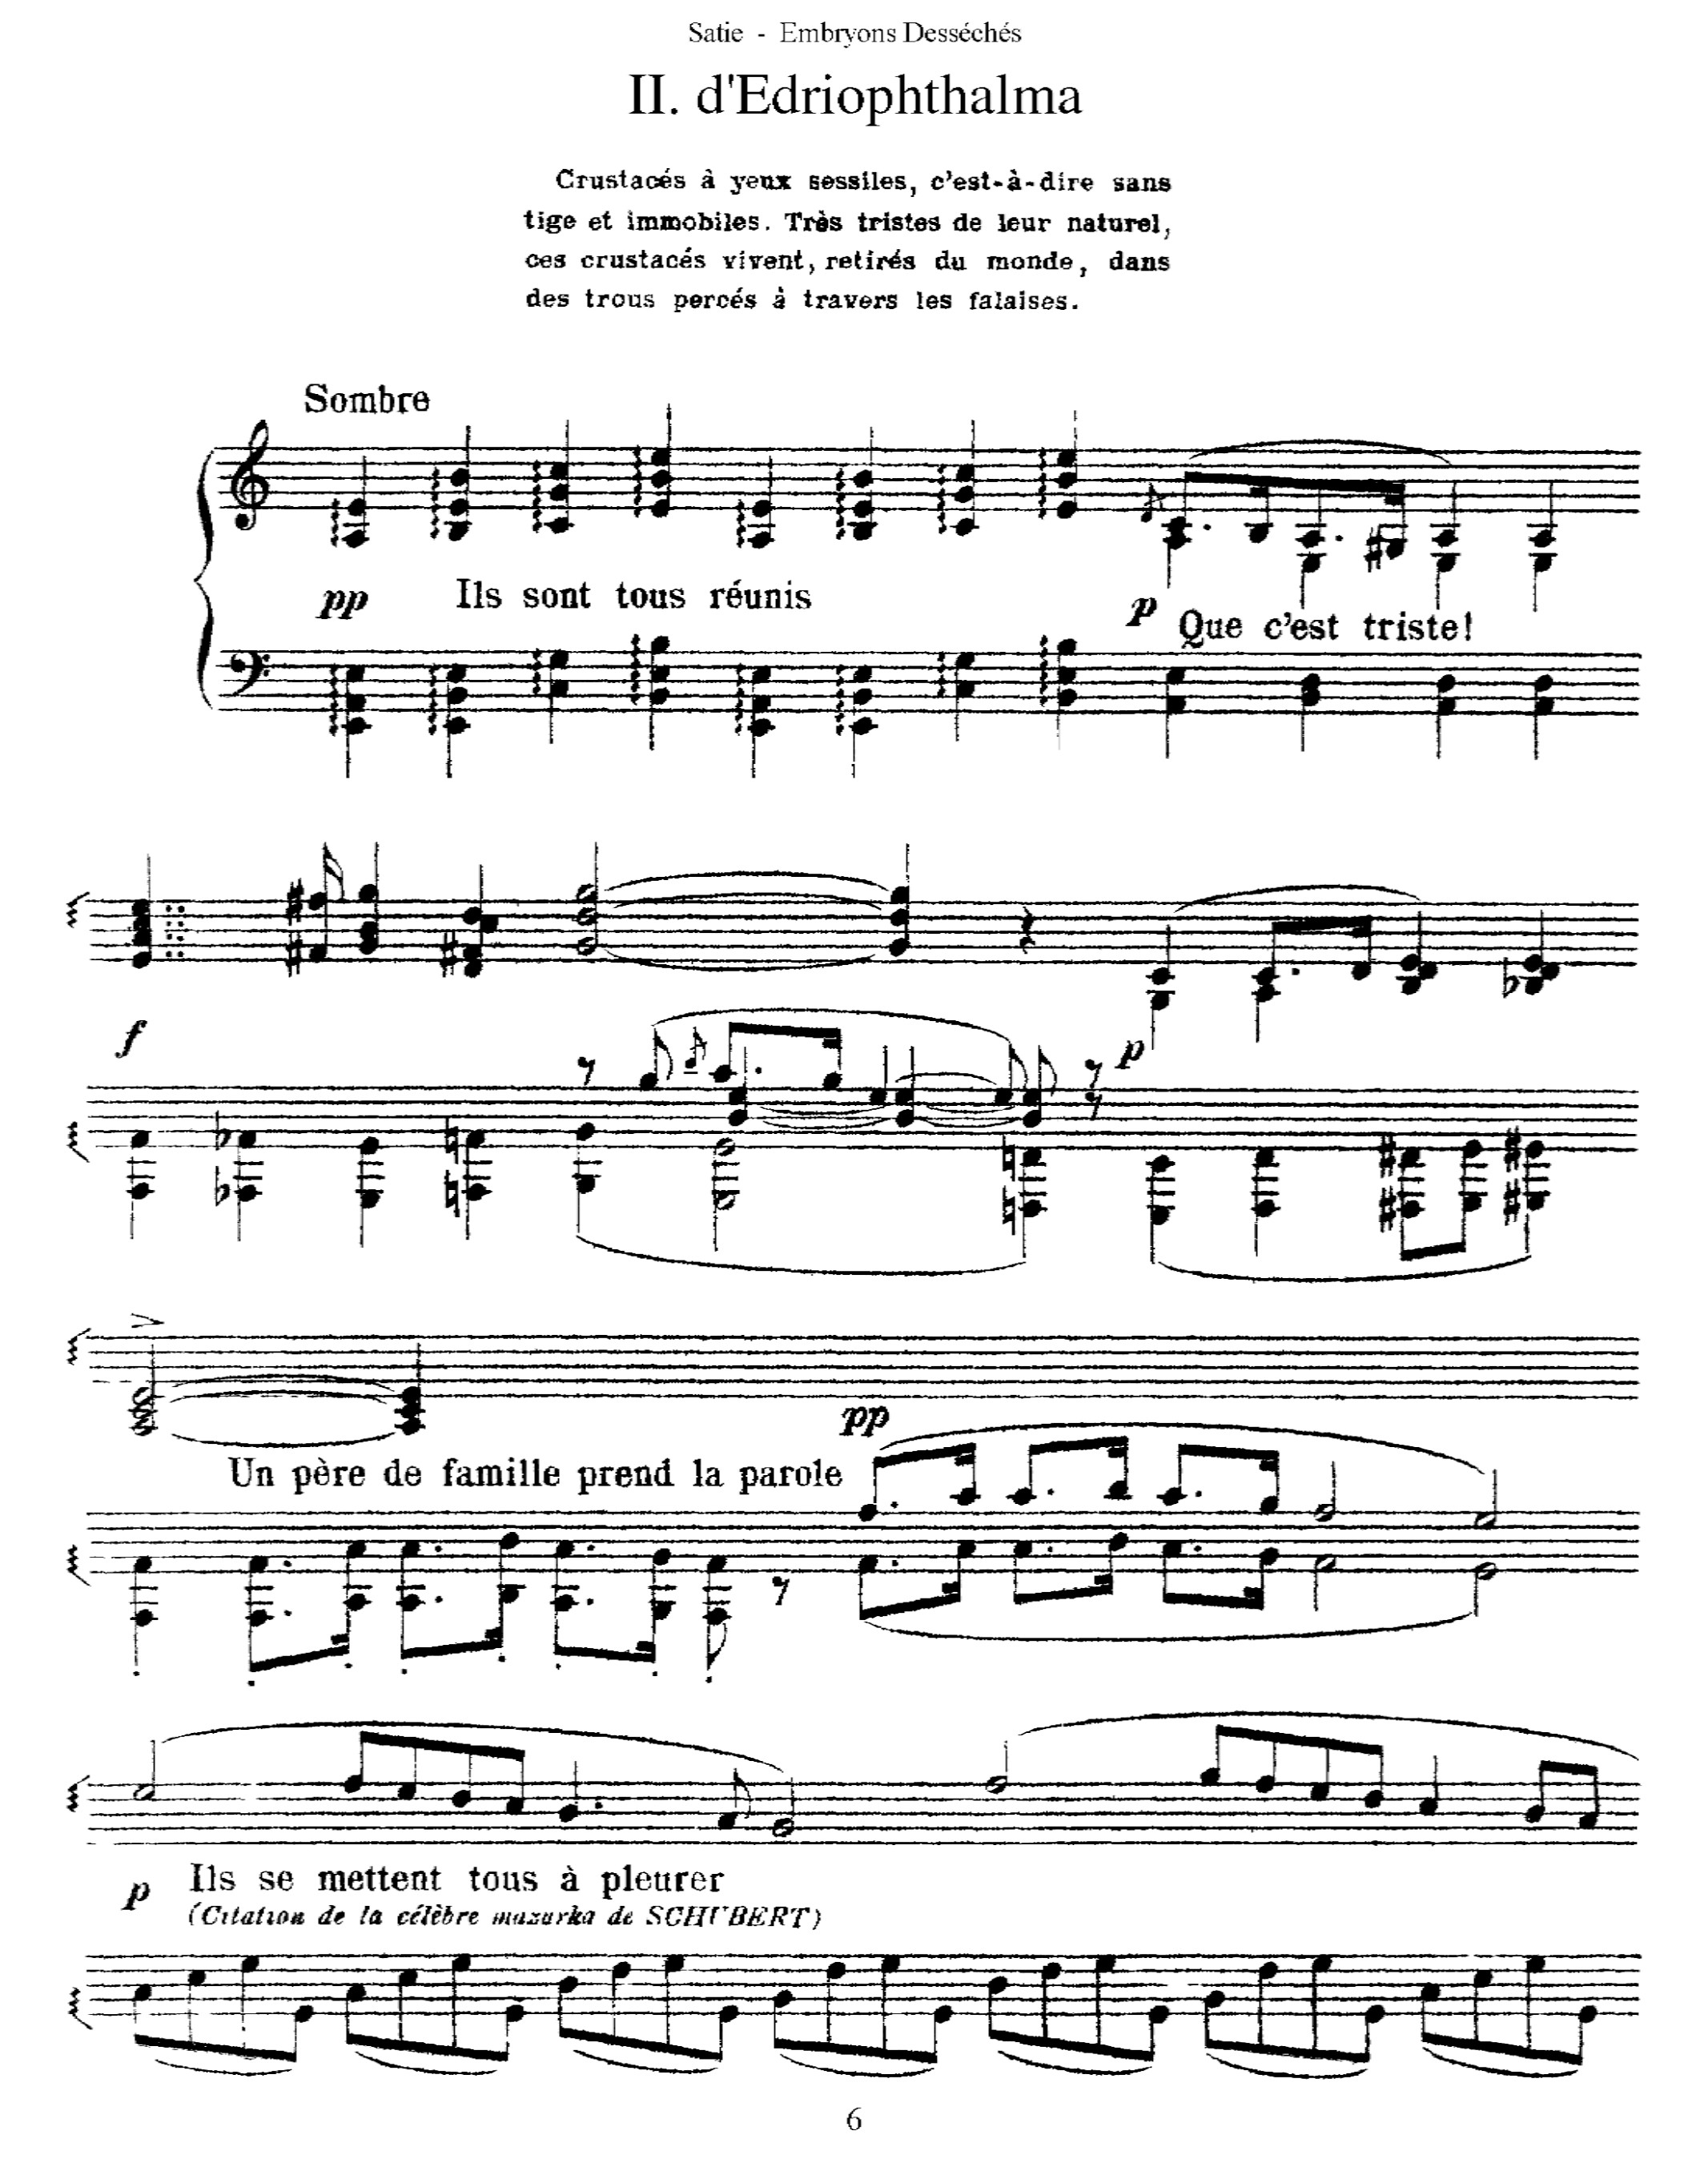 Satie - Embryons Desséchés
II. d'Edriophthalma
Crustacés à yeux sessiles, c'est-à-dire sans
tige et immobiles. Très tristes de leur naturel,
ces crustacés vivent, retirés du monde, dans
des trous percés à travers les falaises.
Sombre
pp Ils sont tous réunis
p Que c'est triste!
f
p
pp
Un père de famille prend la parole
p Ils se mettent tous à pleurer
(Citation de la célèbre mazurka de SCHUBERT)
6